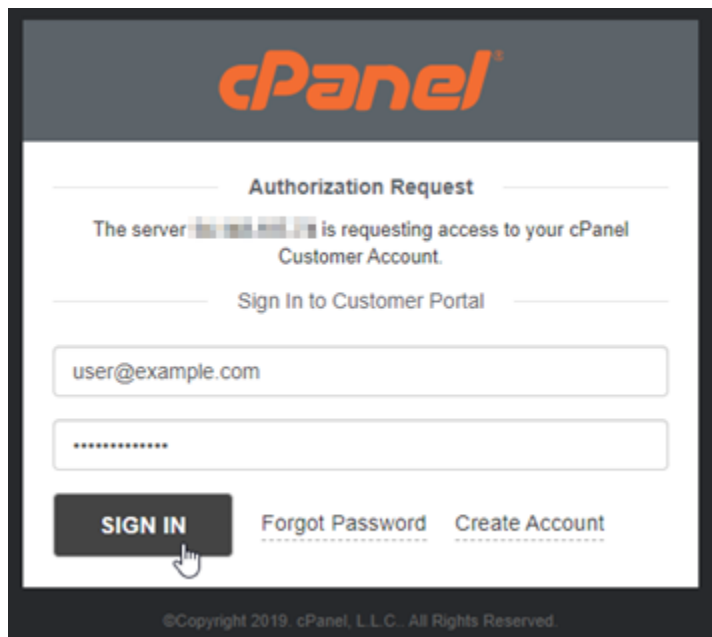 cPanel®
Authorization Request
The server is requesting access to your cPanel
Customer Account.
Sign In to Customer Portal
user@example.com
•••••••••••••
SIGN IN Forgot Password Create Account
©Copyright 2019. cPanel, L.L.C.. All Rights Reserved.